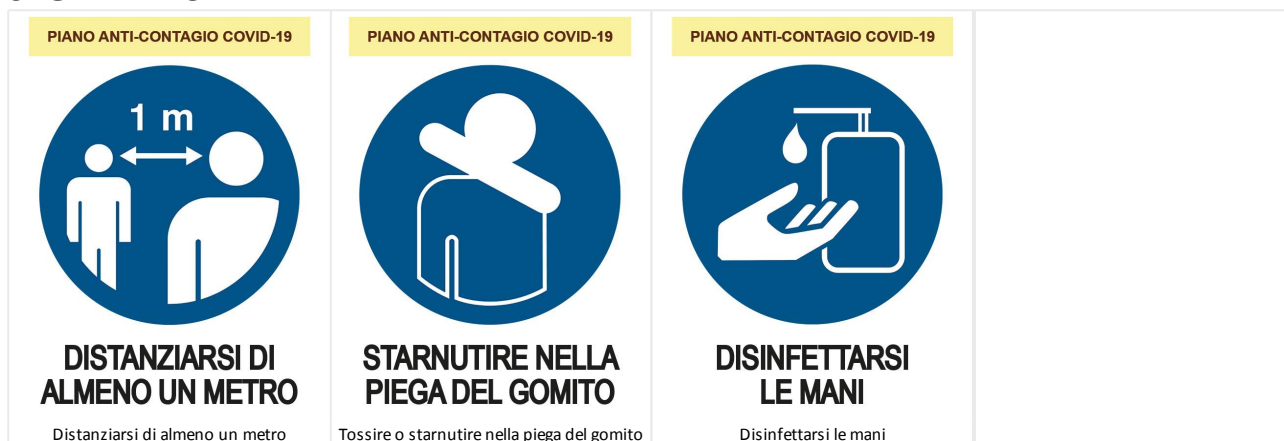 PIANO ANTI-CONTAGIO COVID-19
1 m
DISTANZIARSI DI
ALMENO UN METRO
Distanziarsi di almeno un metro
PIANO ANTI-CONTAGIO COVID-19
STARNUTIRE NELLA
PIEGA DEL GOMITO
Tossire o starnutire nella piega del gomito
PIANO ANTI-CONTAGIO COVID-19
DISINFETTARSI
LE MANI
Disinfettarsi le mani